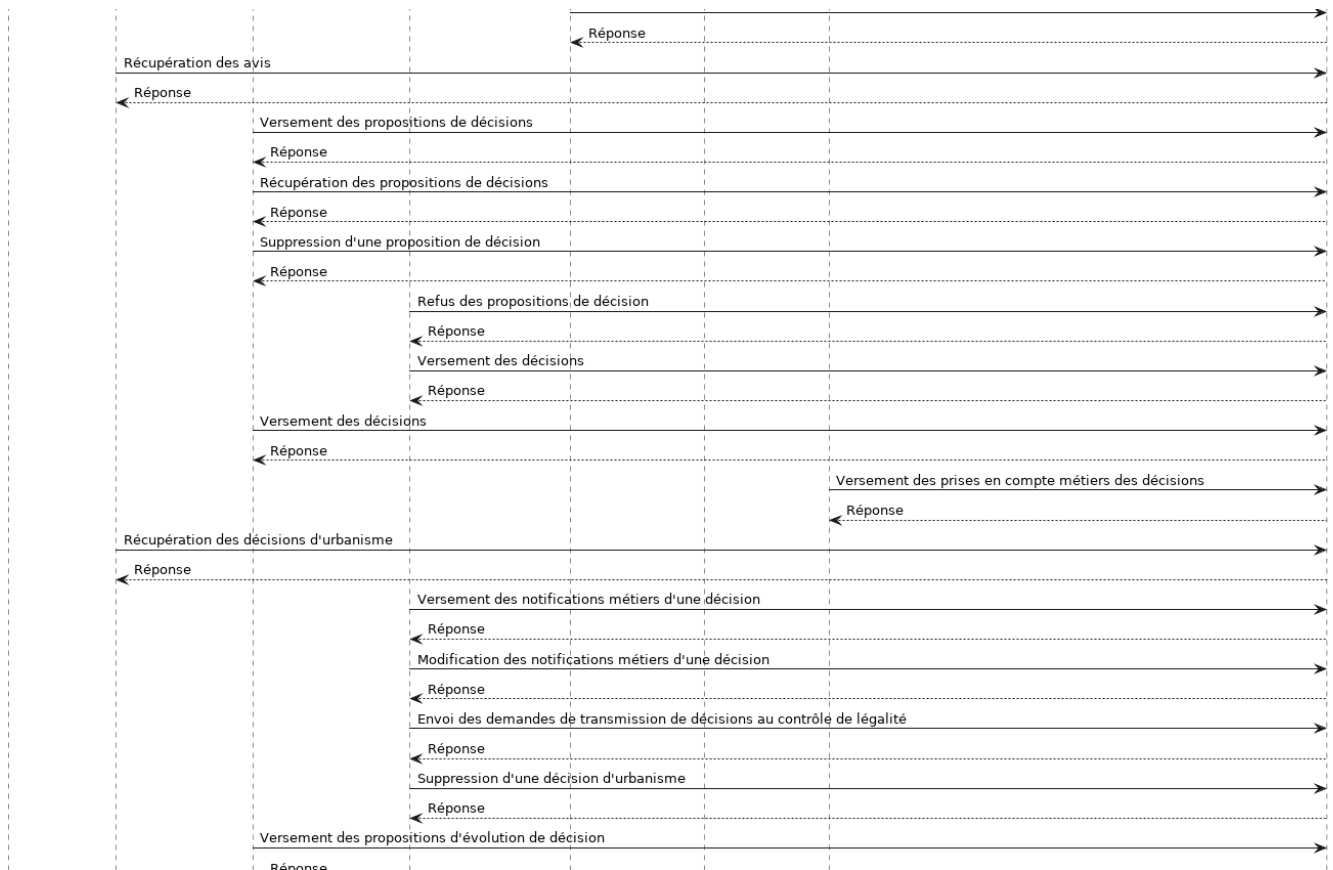 Réponse
Récupération des avis
Réponse
Versement des propositions de décisions
Réponse
Récupération des propositions de décisions
Réponse
Suppression d'une proposition de décision
Réponse
Refus des propositions de décision
Réponse
Versement des décisions
Réponse
Versement des décisions
Réponse
Versement des prises en compte métiers des décisions
Réponse
Récupération des décisions d'urbanisme
Réponse
Versement des notifications métiers d'une décision
Réponse
Modification des notifications métiers d'une décision
Réponse
Envoi des demandes de transmission de décisions au contrôle de légalité
Réponse
Suppression d'une décision d'urbanisme
Réponse
Versement des propositions d'évolution de décision
Réponse